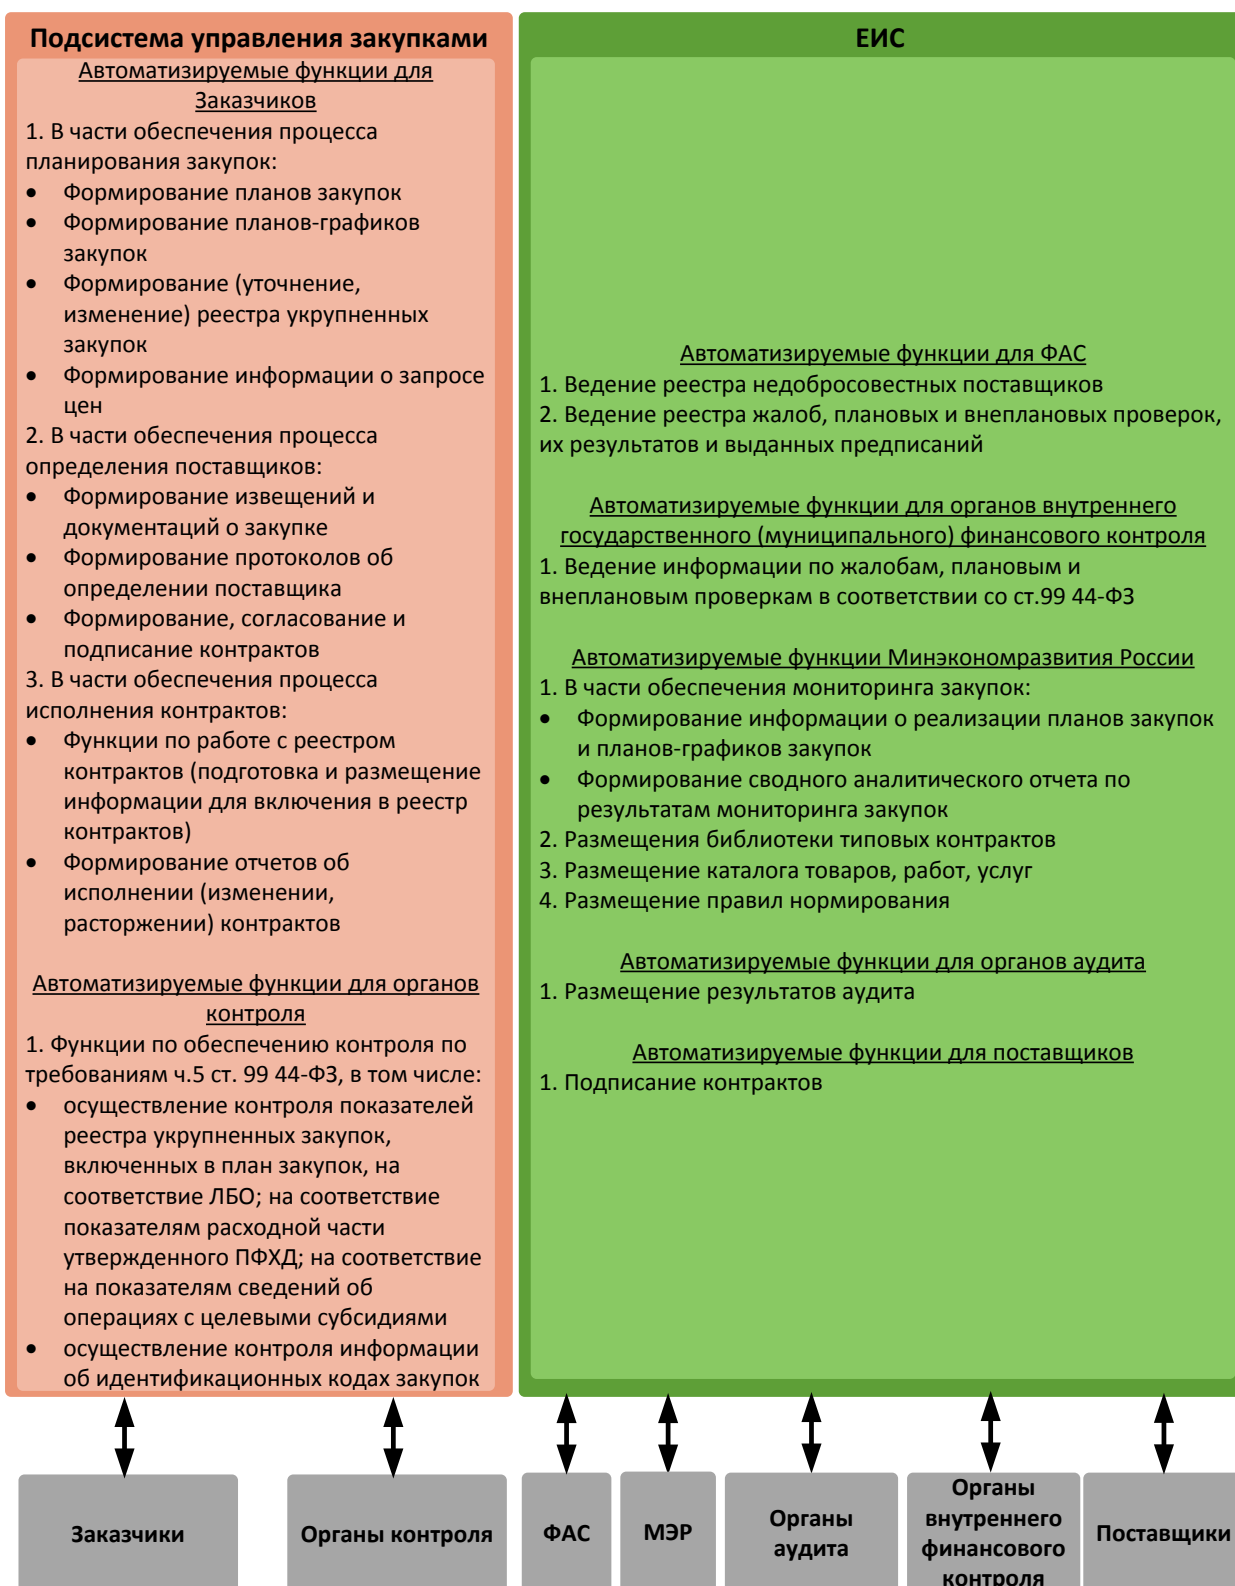 Подсистема управления закупками
Автоматизируемые функции для
Заказчиков
1. В части обеспечения процесса
планирования закупок:
• Формирование планов закупок
• Формирование планов-графиков
закупок
• Формирование (уточнение,
изменение) реестра укрупненных
закупок
• Формирование информации о запросе
цен
2. В части обеспечения процесса
определения поставщиков:
• Формирование извещений и
документаций о закупке
• Формирование протоколов об
определении поставщика
• Формирование, согласование и
подписание контрактов
3. В части обеспечения процесса
исполнения контрактов:
• Функции по работе с реестром
контрактов (подготовка и размещение
информации для включения в реестр
контрактов)
• Формирование отчетов об
исполнении (изменении,
расторжении) контрактов
Автоматизируемые функции для органов
контроля
1. Функции по обеспечению контроля по
требованиям ч.5 ст. 99 44-ФЗ, в том числе:
• осуществление контроля показателей
реестра укрупненных закупок,
включенных в план закупок, на
соответствие ЛБО; на соответствие
показателям расходной части
утвержденного ПФХД; на соответствие
на показателям сведений об
операциях с целевыми субсидиями
• осуществление контроля информации
об идентификационных кодах закупок
ЕИС
Автоматизируемые функции для ФАС
1. Ведение реестра недобросовестных поставщиков
2. Ведение реестра жалоб, плановых и внеплановых проверок,
их результатов и выданных предписаний
Автоматизируемые функции для органов внутреннего
государственного (муниципального) финансового контроля
1. Ведение информации по жалобам, плановым и
внеплановым проверкам в соответствии со ст.99 44-ФЗ
Автоматизируемые функции Минэкономразвития России
1. В части обеспечения мониторинга закупок:
• Формирование информации о реализации планов закупок
и планов-графиков закупок
• Формирование сводного аналитического отчета по
результатам мониторинга закупок
2. Размещения библиотеки типовых контрактов
3. Размещение каталога товаров, работ, услуг
4. Размещение правил нормирования
Автоматизируемые функции для органов аудита
1. Размещение результатов аудита
Автоматизируемые функции для поставщиков
1. Подписание контрактов
Заказчики
Органы контроля
ФАС
МЭР
Органы
аудита
Органы
внутреннего
финансового
контроля
Поставщики